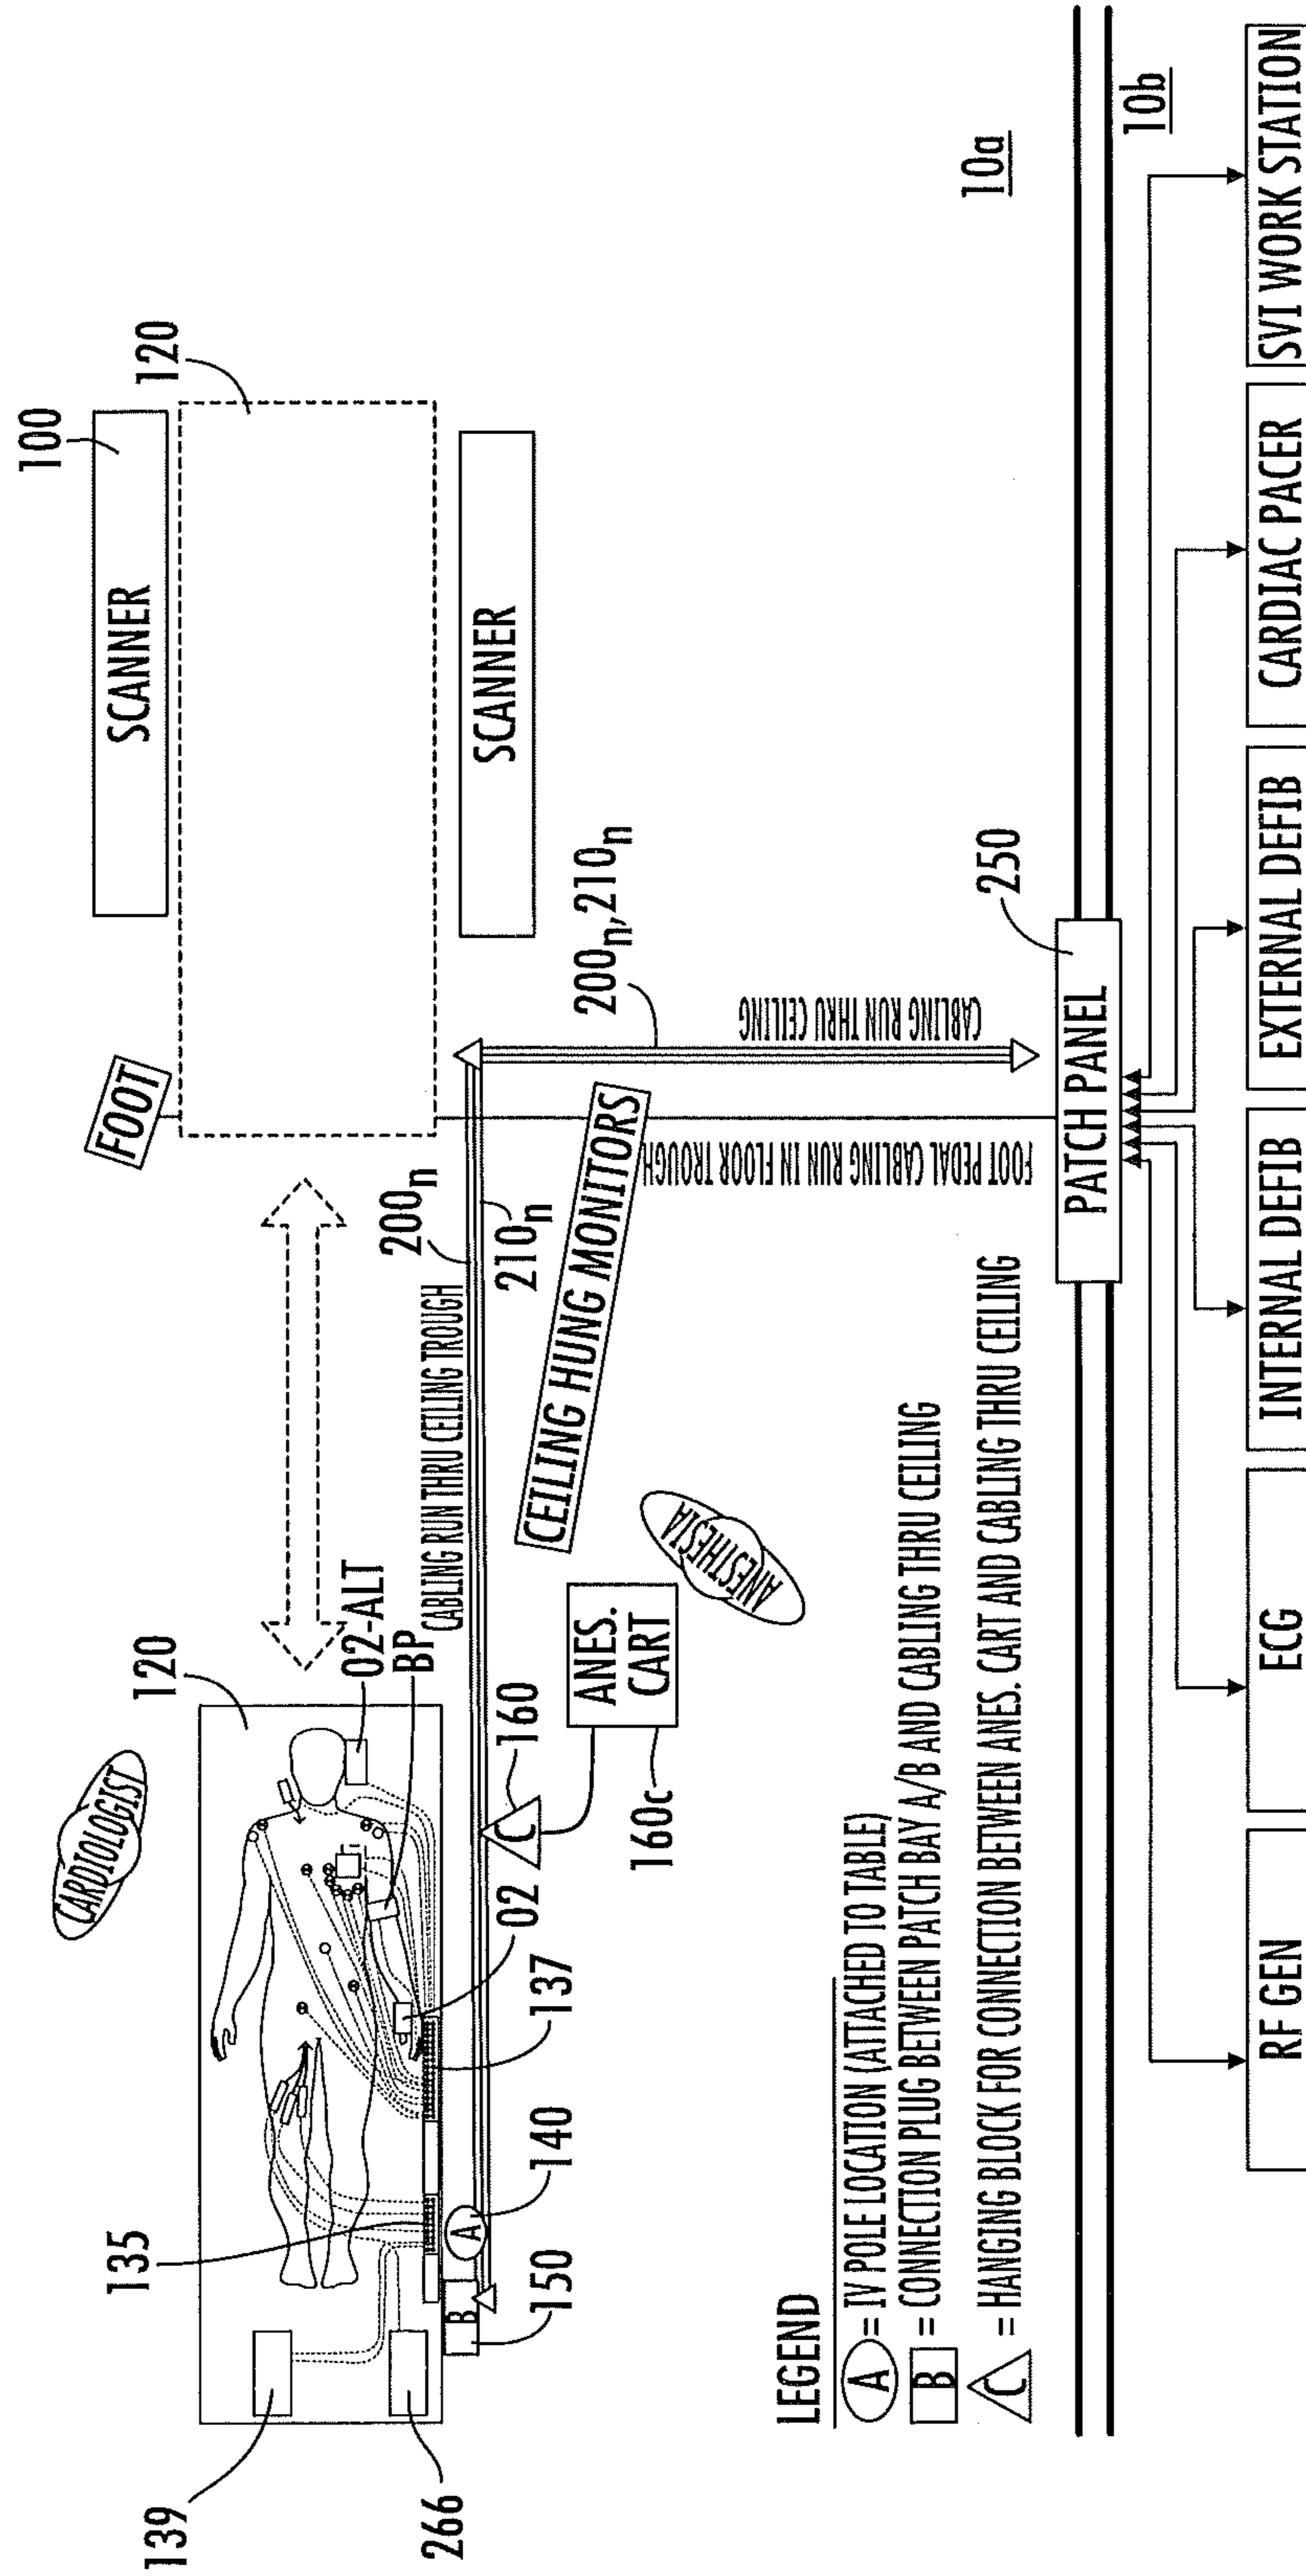 CARDIOLOGIST
120
FOOT
100
SCANNER
120
02-ALT
BP
139
135
266
A
B
150
140
137
02
C
160
CABLING RUN THRU CEILING TROUGH
200n
210n
SCANNER
ANES.
CART
160c
ANESTHESIA
CEILING HUNG MONITORS
200n, 210n
CABLING RUN THRU CEILING
FOOT PEDAL CABLING RUN IN FLOOR TROUGH
LEGEND
A = IV POLE LOCATION (ATTACHED TO TABLE)
B = CONNECTION PLUG BETWEEN PATCH BAY A/B AND CABLING THRU CEILING
C = HANGING BLOCK FOR CONNECTION BETWEEN ANES. CART AND CABLING THRU CEILING
250
10a
PATCH PANEL
10b
RF GEN
ECG
INTERNAL DEFIB
EXTERNAL DEFIB
CARDIAC PACER
SVI WORK STATION